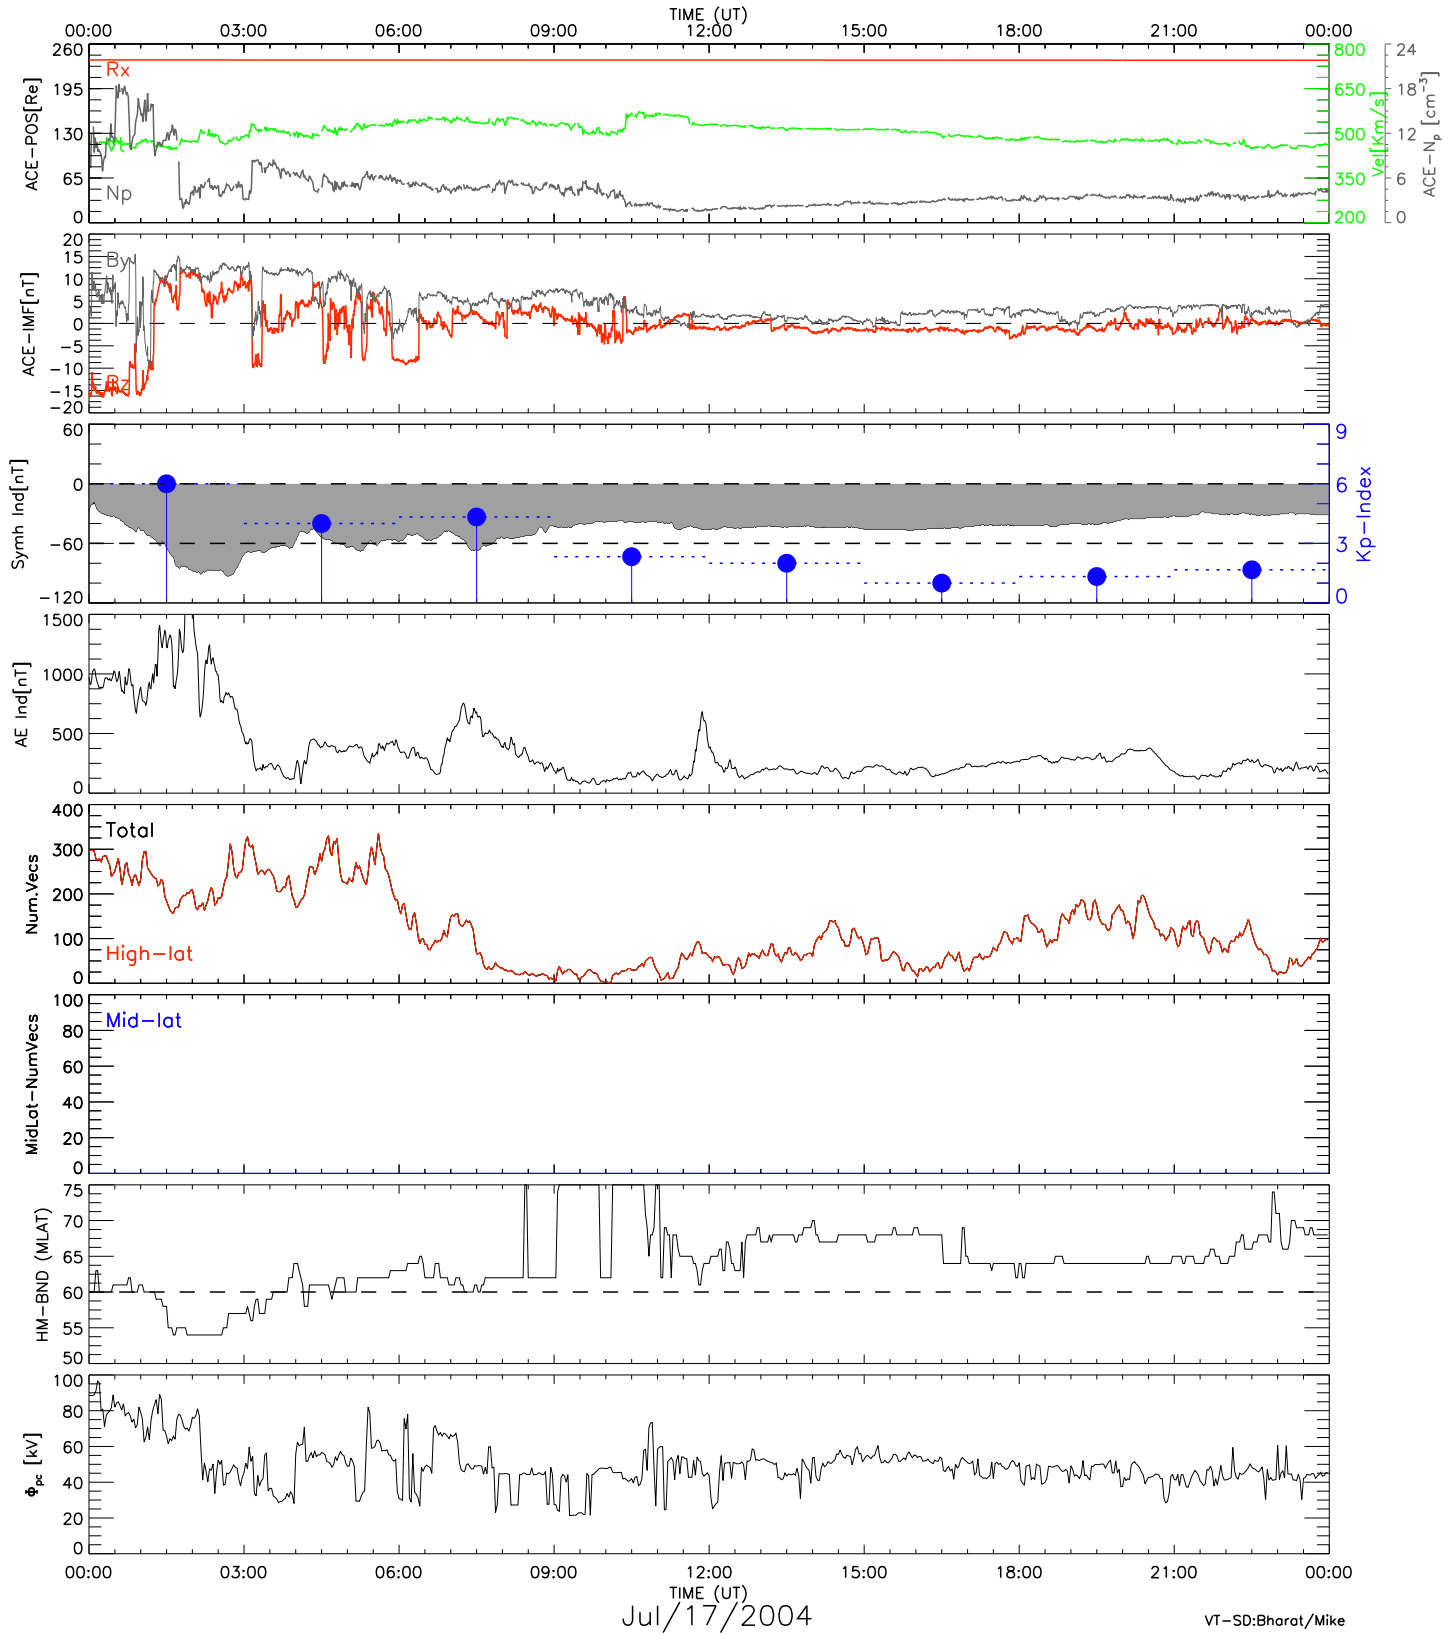 TIME (UT)
00:00 03:00 06:00 09:00 12:00 15:00 18:00 21:00 00:00
ACE-POS[Re]
260
195
130
65
0
Rx
Np
800
650
500
350
200
Vel[Km/s]
24
18
12
6
0
ACE-Np [cm-3]
ACE-IMF[nT]
20
15
10
5
0
-5
-10
-15
-20
By
Bz
Symh Ind[nT]
60
0
-60
-120
9
6
3
0
Kp-Index
AE Ind[nT]
1500
1000
500
0
Num.Vecs
400
300
200
100
0
Total
High-lat
MidLat-NumVecs
100
80
60
40
20
0
Mid-lat
HM-BND (MLAT)
75
70
65
60
55
50
Φpc [kV]
100
80
60
40
20
0
00:00 03:00 06:00 09:00 12:00 15:00 18:00 21:00 00:00
TIME (UT)
Jul/17/2004
VT-SD:Bharat/Mike